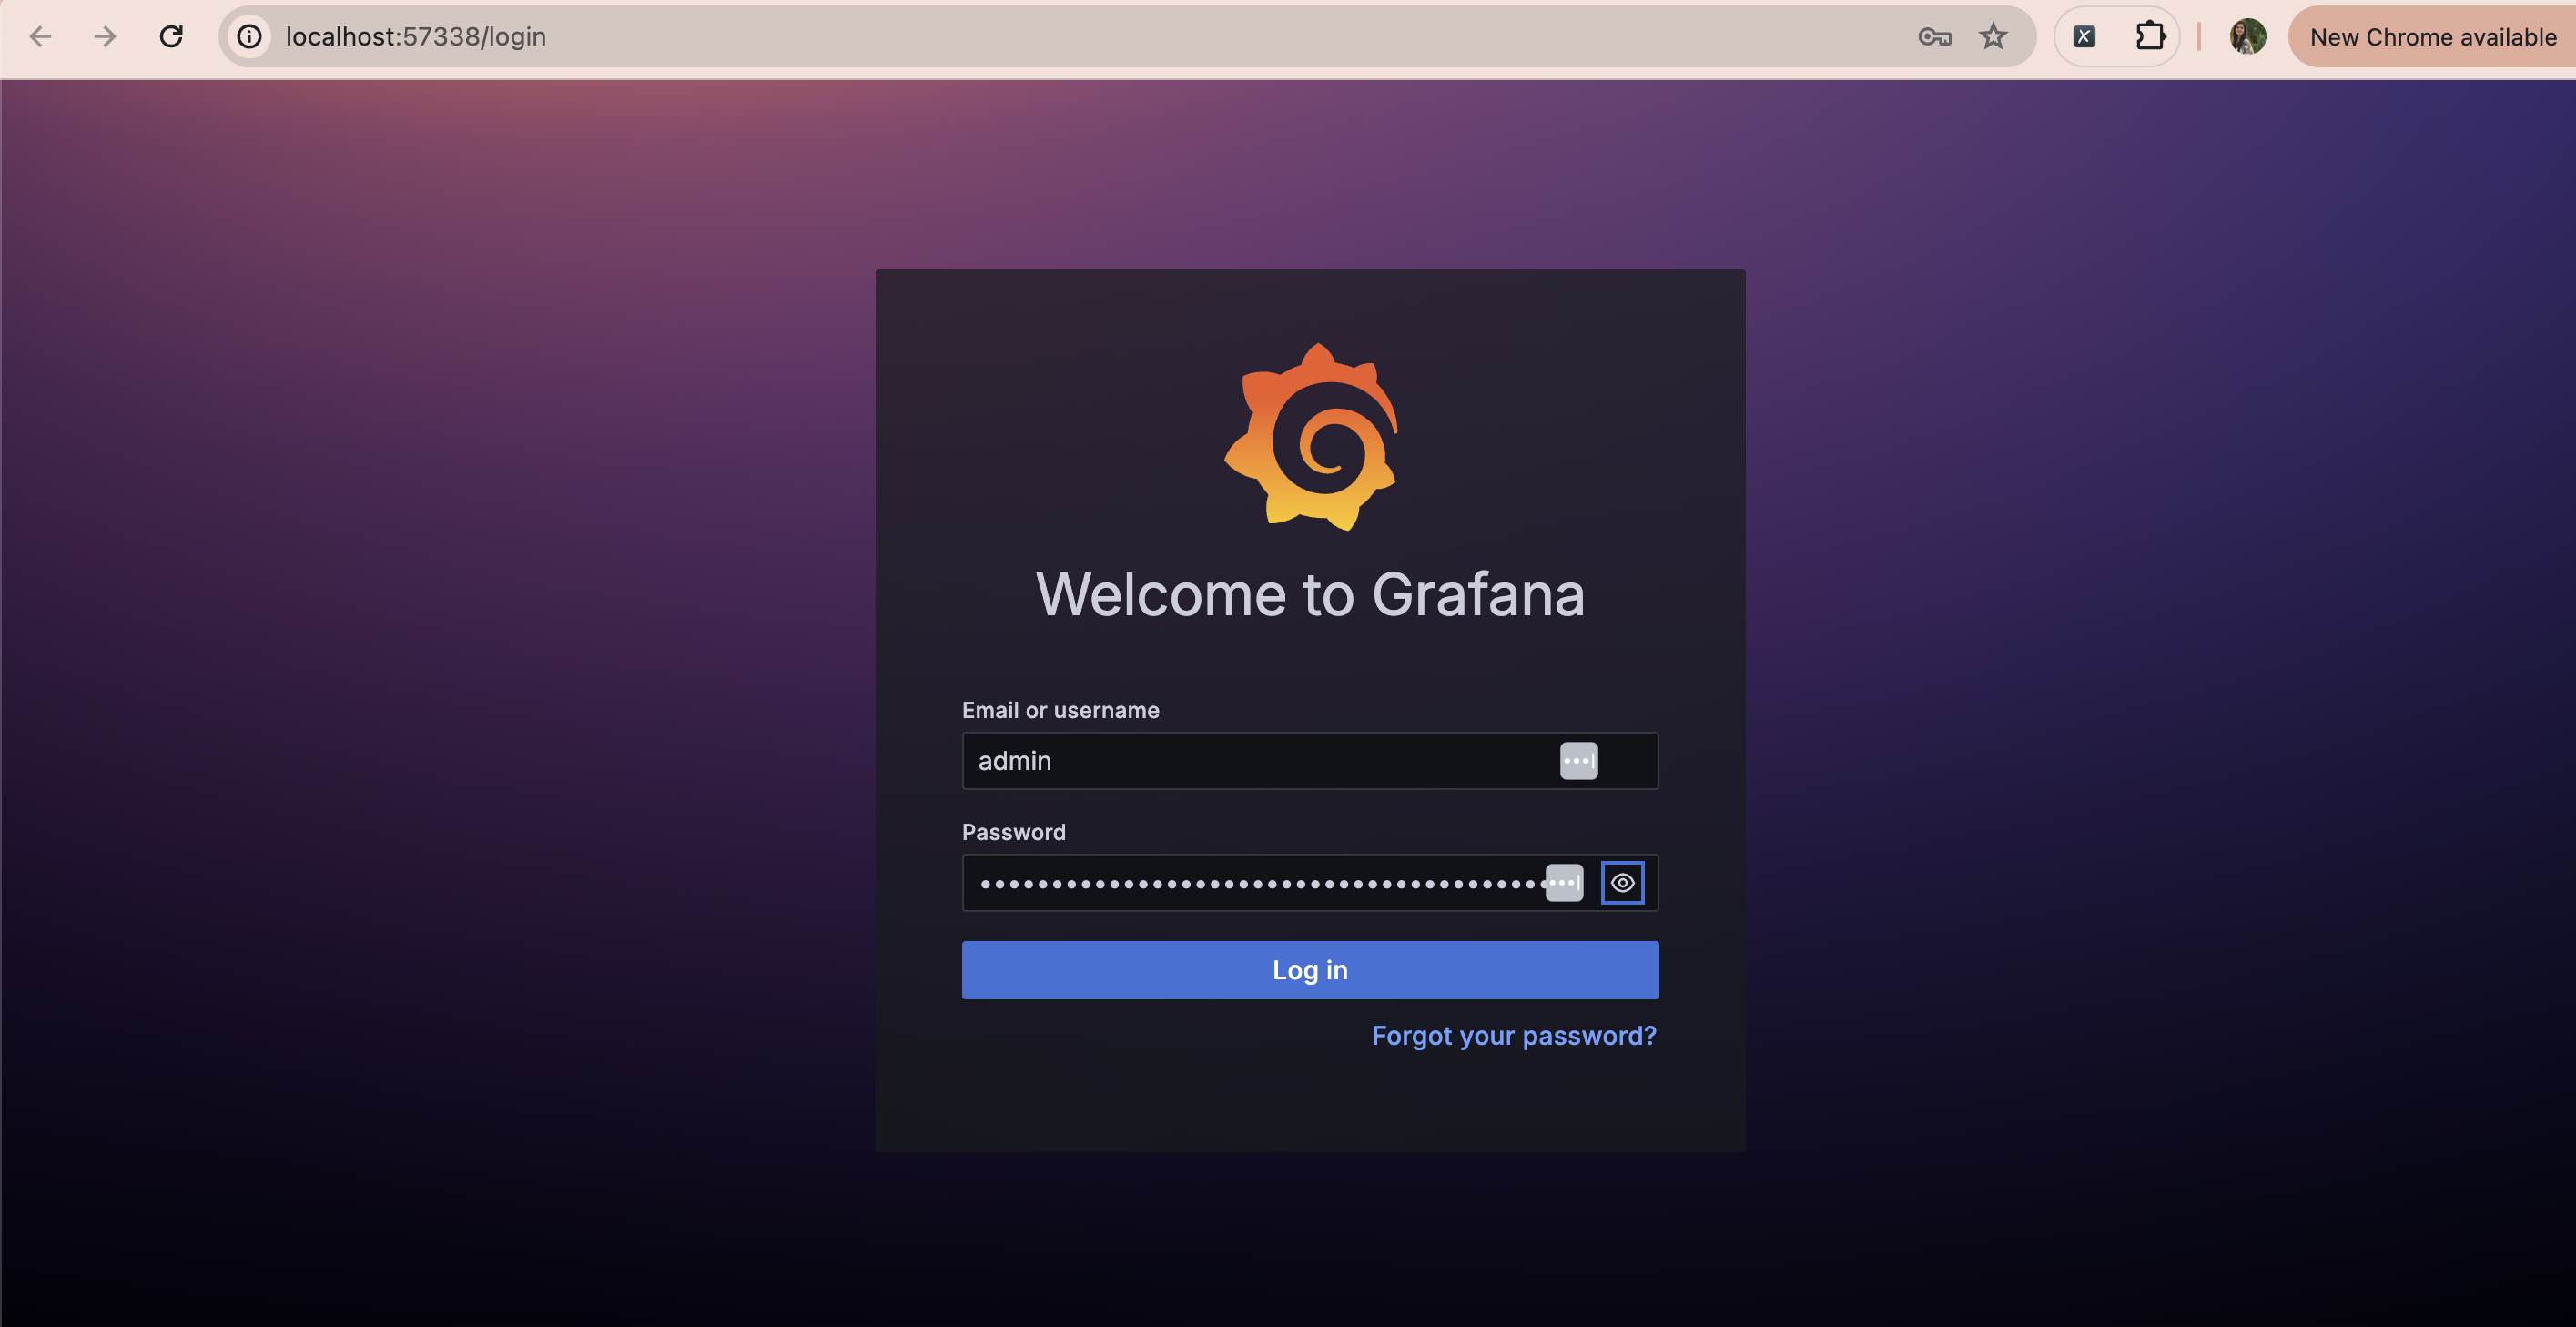 localhost:57338/login
New Chrome available
Welcome to Grafana
Email or username
admin
Password
Log in
Forgot your password?